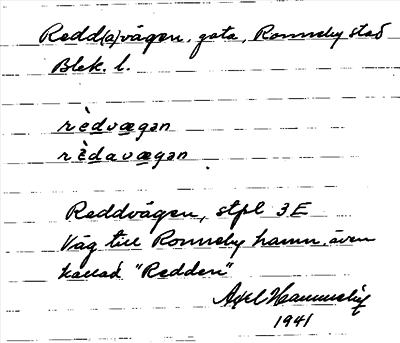 Redd(a)vägen, gata, Ronneby stad
Blek. l.
rèdvægən
rèdavægən
Reddvägen, stpl 3E
Väg till Ronneby hamn, även
kallad "Redden"
Axel
1941